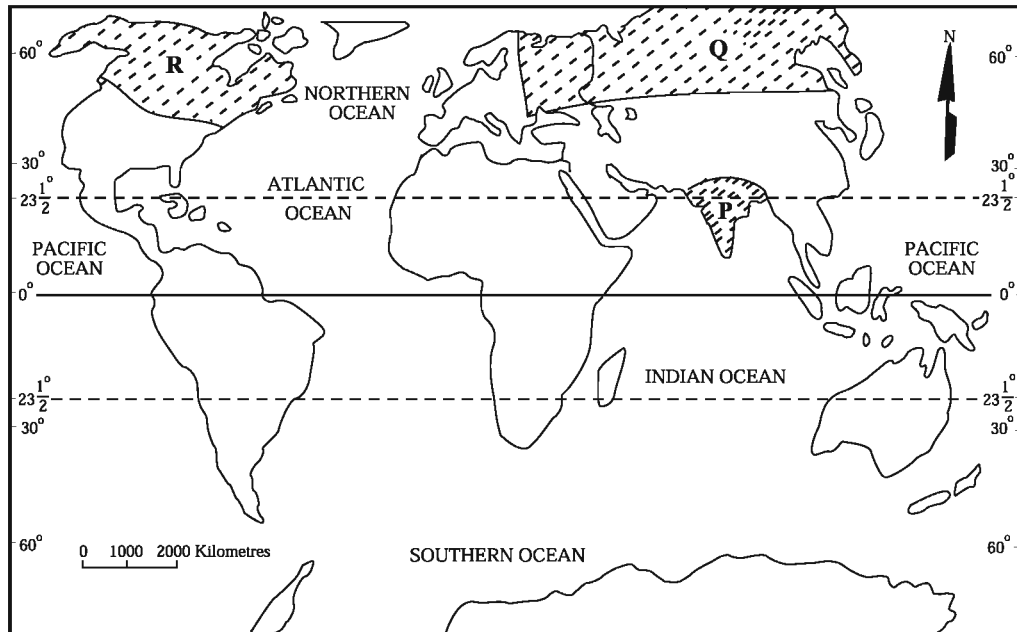 R
Q
N
60°
60°
NORTHERN
OCEAN
30°
30°
23 1/2°
ATLANTIC
OCEAN
23 1/2°
P
PACIFIC
OCEAN
PACIFIC
OCEAN
0°
0°
INDIAN OCEAN
23 1/2°
23 1/2°
30°
30°
60°
60°
0 1000 2000 Kilometres
SOUTHERN OCEAN